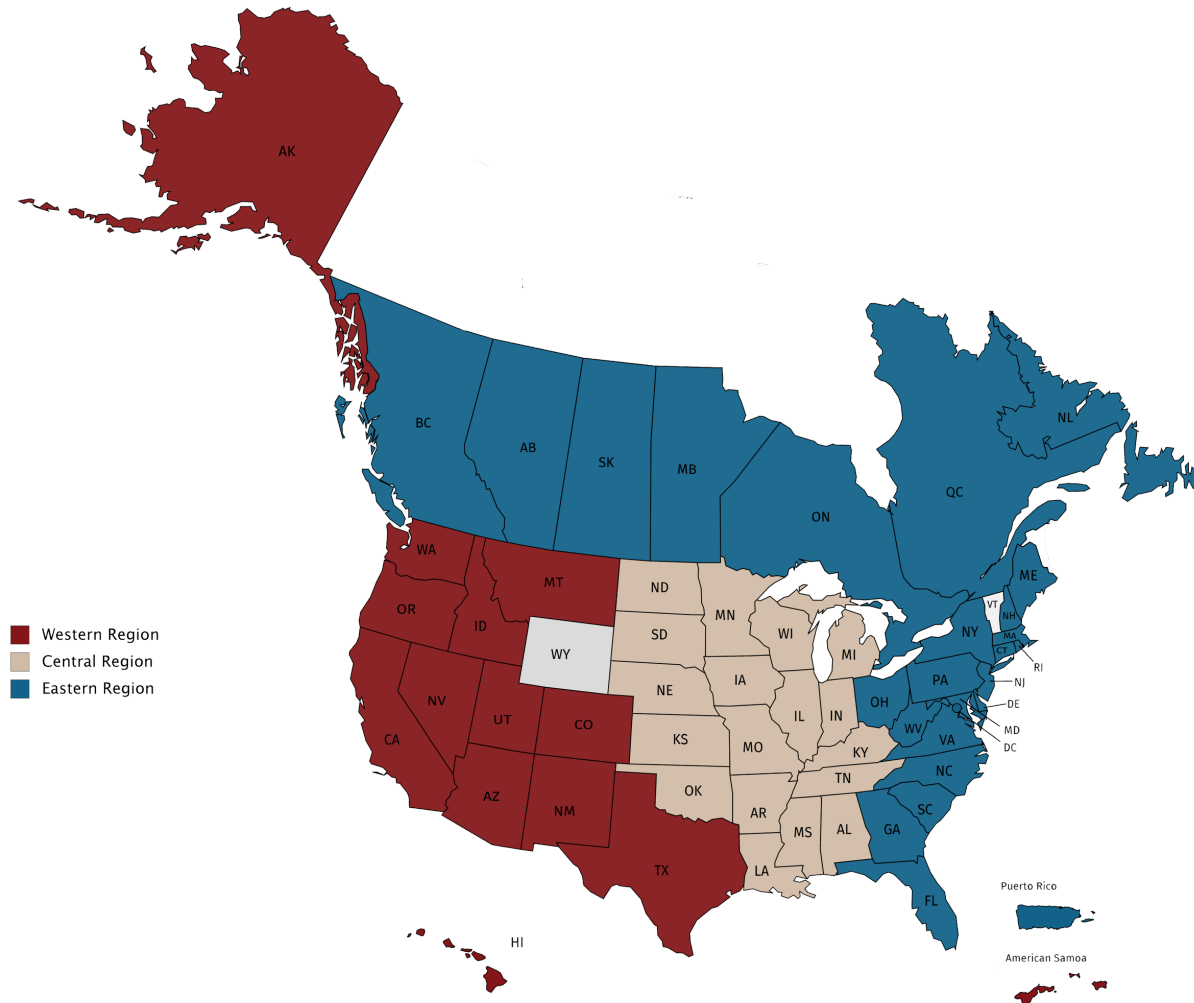 AK
BC
AB
SK
MB
ON
QC
NL
WA
OR
ID
MT
WY
ND
SD
NE
KS
OK
MN
IA
MO
AR
LA
WI
IL
MI
IN
KY
TN
MS
AL
CA
NV
UT
CO
AZ
NM
TX
HI
OH
WV
PA
NY
VT
NH
ME
MA
CT
RI
NJ
DE
MD
DC
VA
NC
SC
GA
FL
Western Region
Central Region
Eastern Region
Puerto Rico
American Samoa